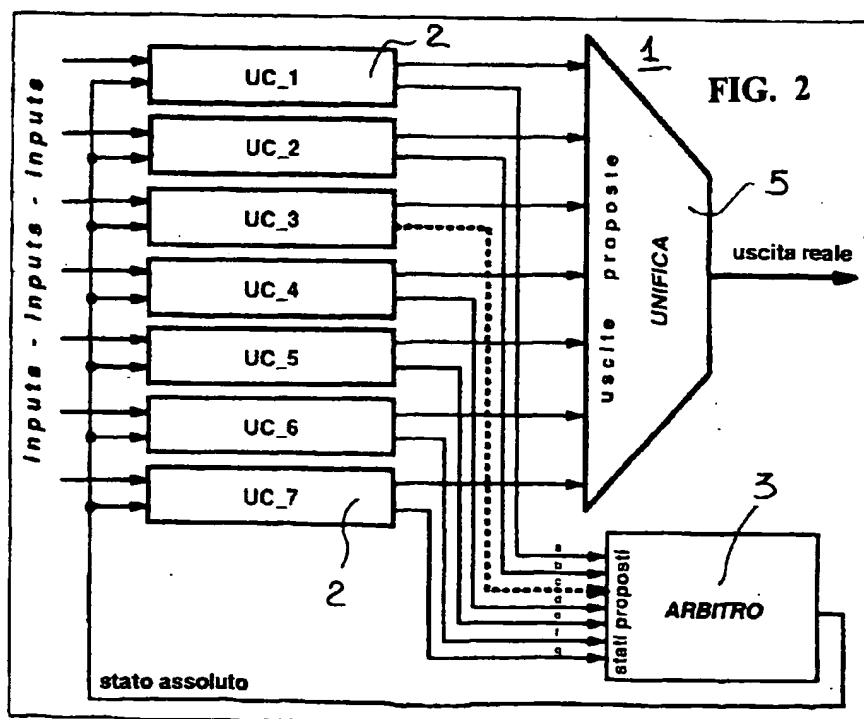 FIG. 2
1
2
UC_1
UC_2
UC_3
UC_4
UC_5
UC_6
UC_7
2
Inputs - Inputs - Inputs
uscite proposte
UNIFICA
5
uscita reale
a
b
c
d
e
f
g
stati proposti
ARBITRO
3
stato assoluto